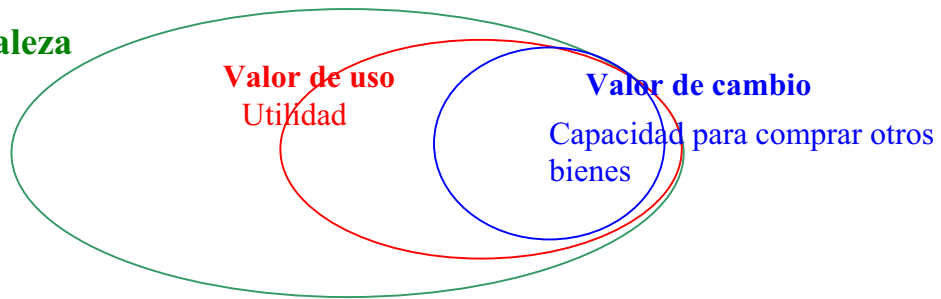 aleza
Valor de uso
Utilidad
Valor de cambio
Capacidad para comprar otros
bienes